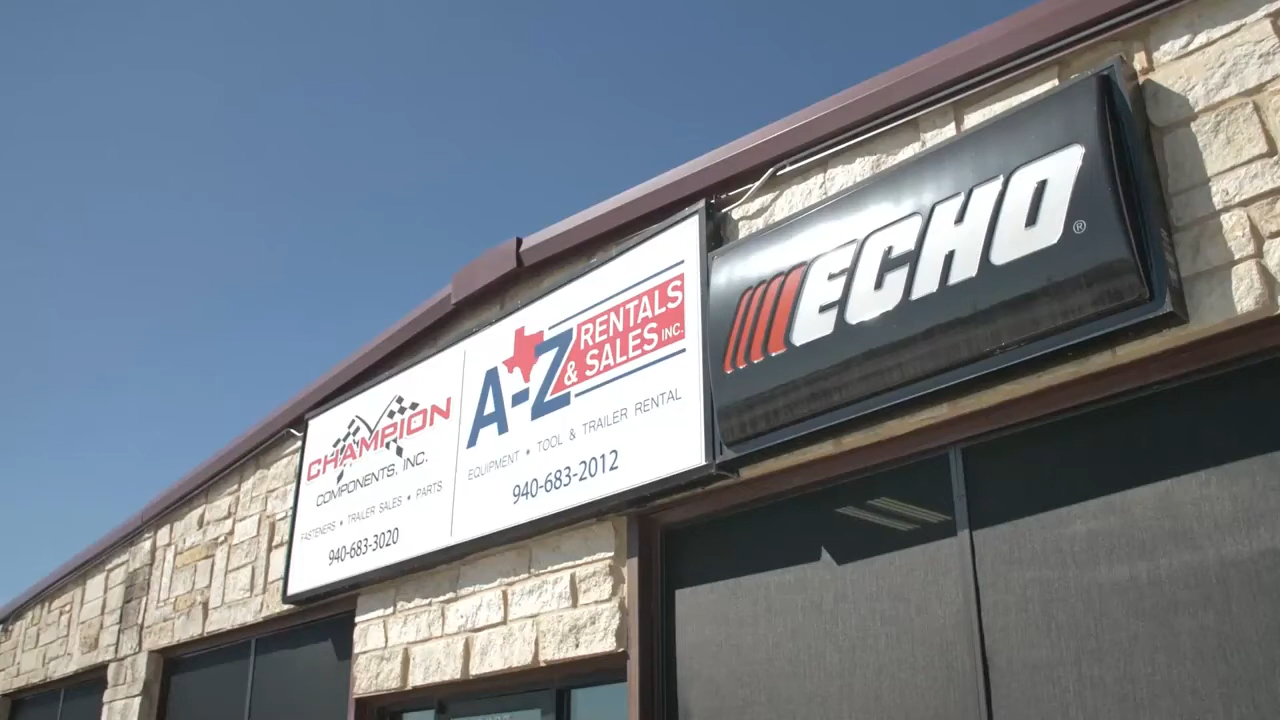 CHAMPION
COMPONENTS, INC.
FASTENERS • TRAILER SALES • PARTS
940-683-3020
A-Z RENTALS
& SALES INC.
EQUIPMENT • TOOL & TRAILER RENTAL
940-683-2012
ECHO®